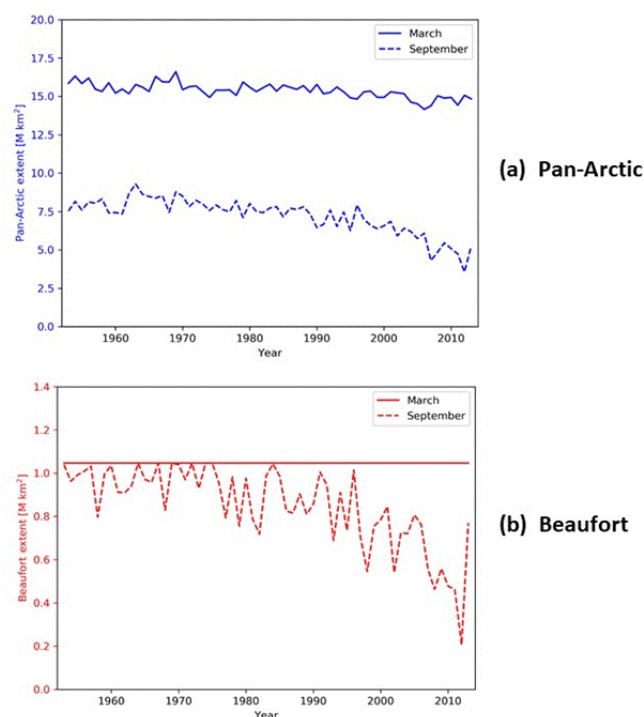 20.0
17.5
15.0
12.5
10.0
7.5
5.0
2.5
0.0
Pan-Arctic extent [M km²]
March
September
1960 1970 1980 1990 2000 2010
Year
(a) Pan-Arctic
1.4
1.2
1.0
0.8
0.6
0.4
0.2
0.0
Beaufort extent [M km²]
March
September
1960 1970 1980 1990 2000 2010
Year
(b) Beaufort